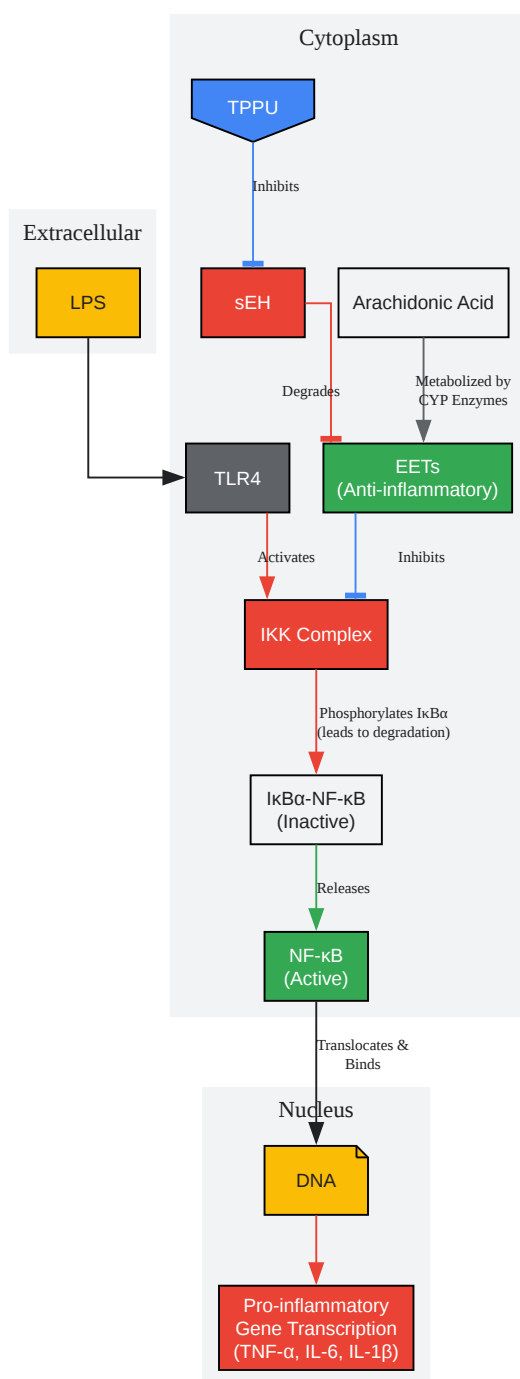 Cytoplasm
TPPU
Inhibits
Extracellular
LPS
sEH
Arachidonic Acid
Degrades
Metabolized by
CYP Enzymes
TLR4
EETs
(Anti-inflammatory)
Activates
Inhibits
IKK Complex
Phosphorylates IκBα
(leads to degradation)
IκBα-NF-κB
(Inactive)
Releases
NF-κB
(Active)
Translocates &
Binds
Nucleus
DNA
Pro-inflammatory
Gene Transcription
(TNF-α, IL-6, IL-1β)